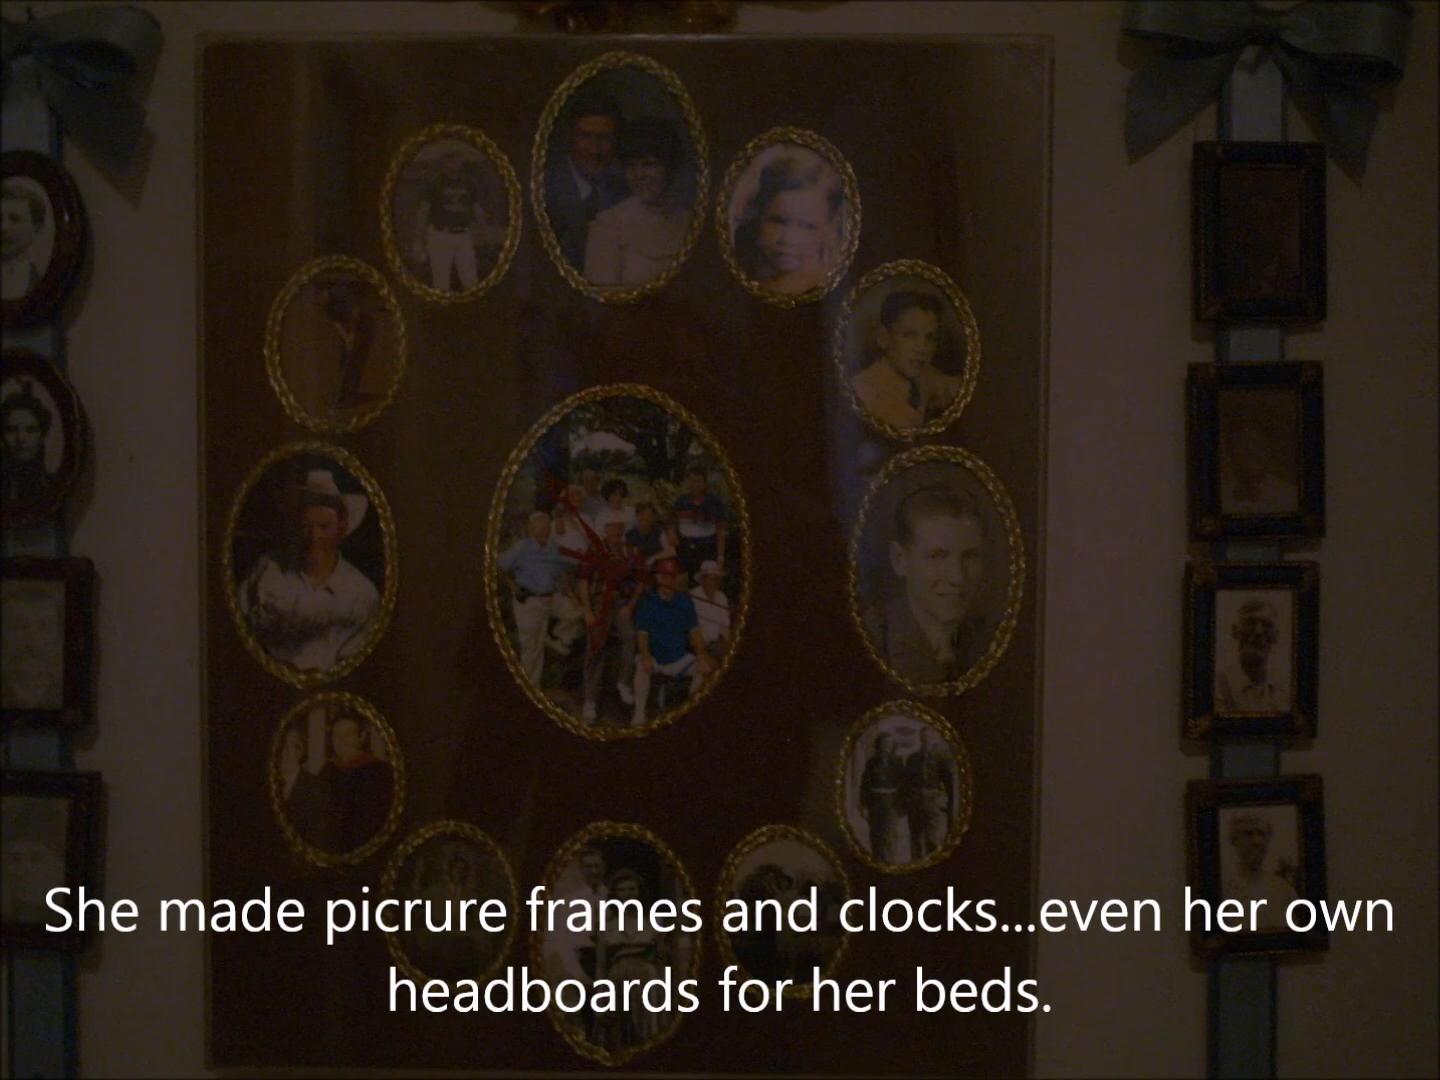 She made picrure frames and clocks...even her own
headboards for her beds.